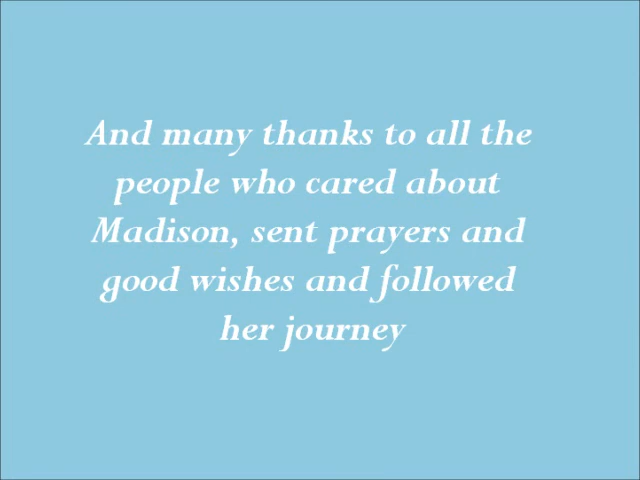 And many thanks to all the
people who cared about
Madison, sent prayers and
good wishes and followed
her journey